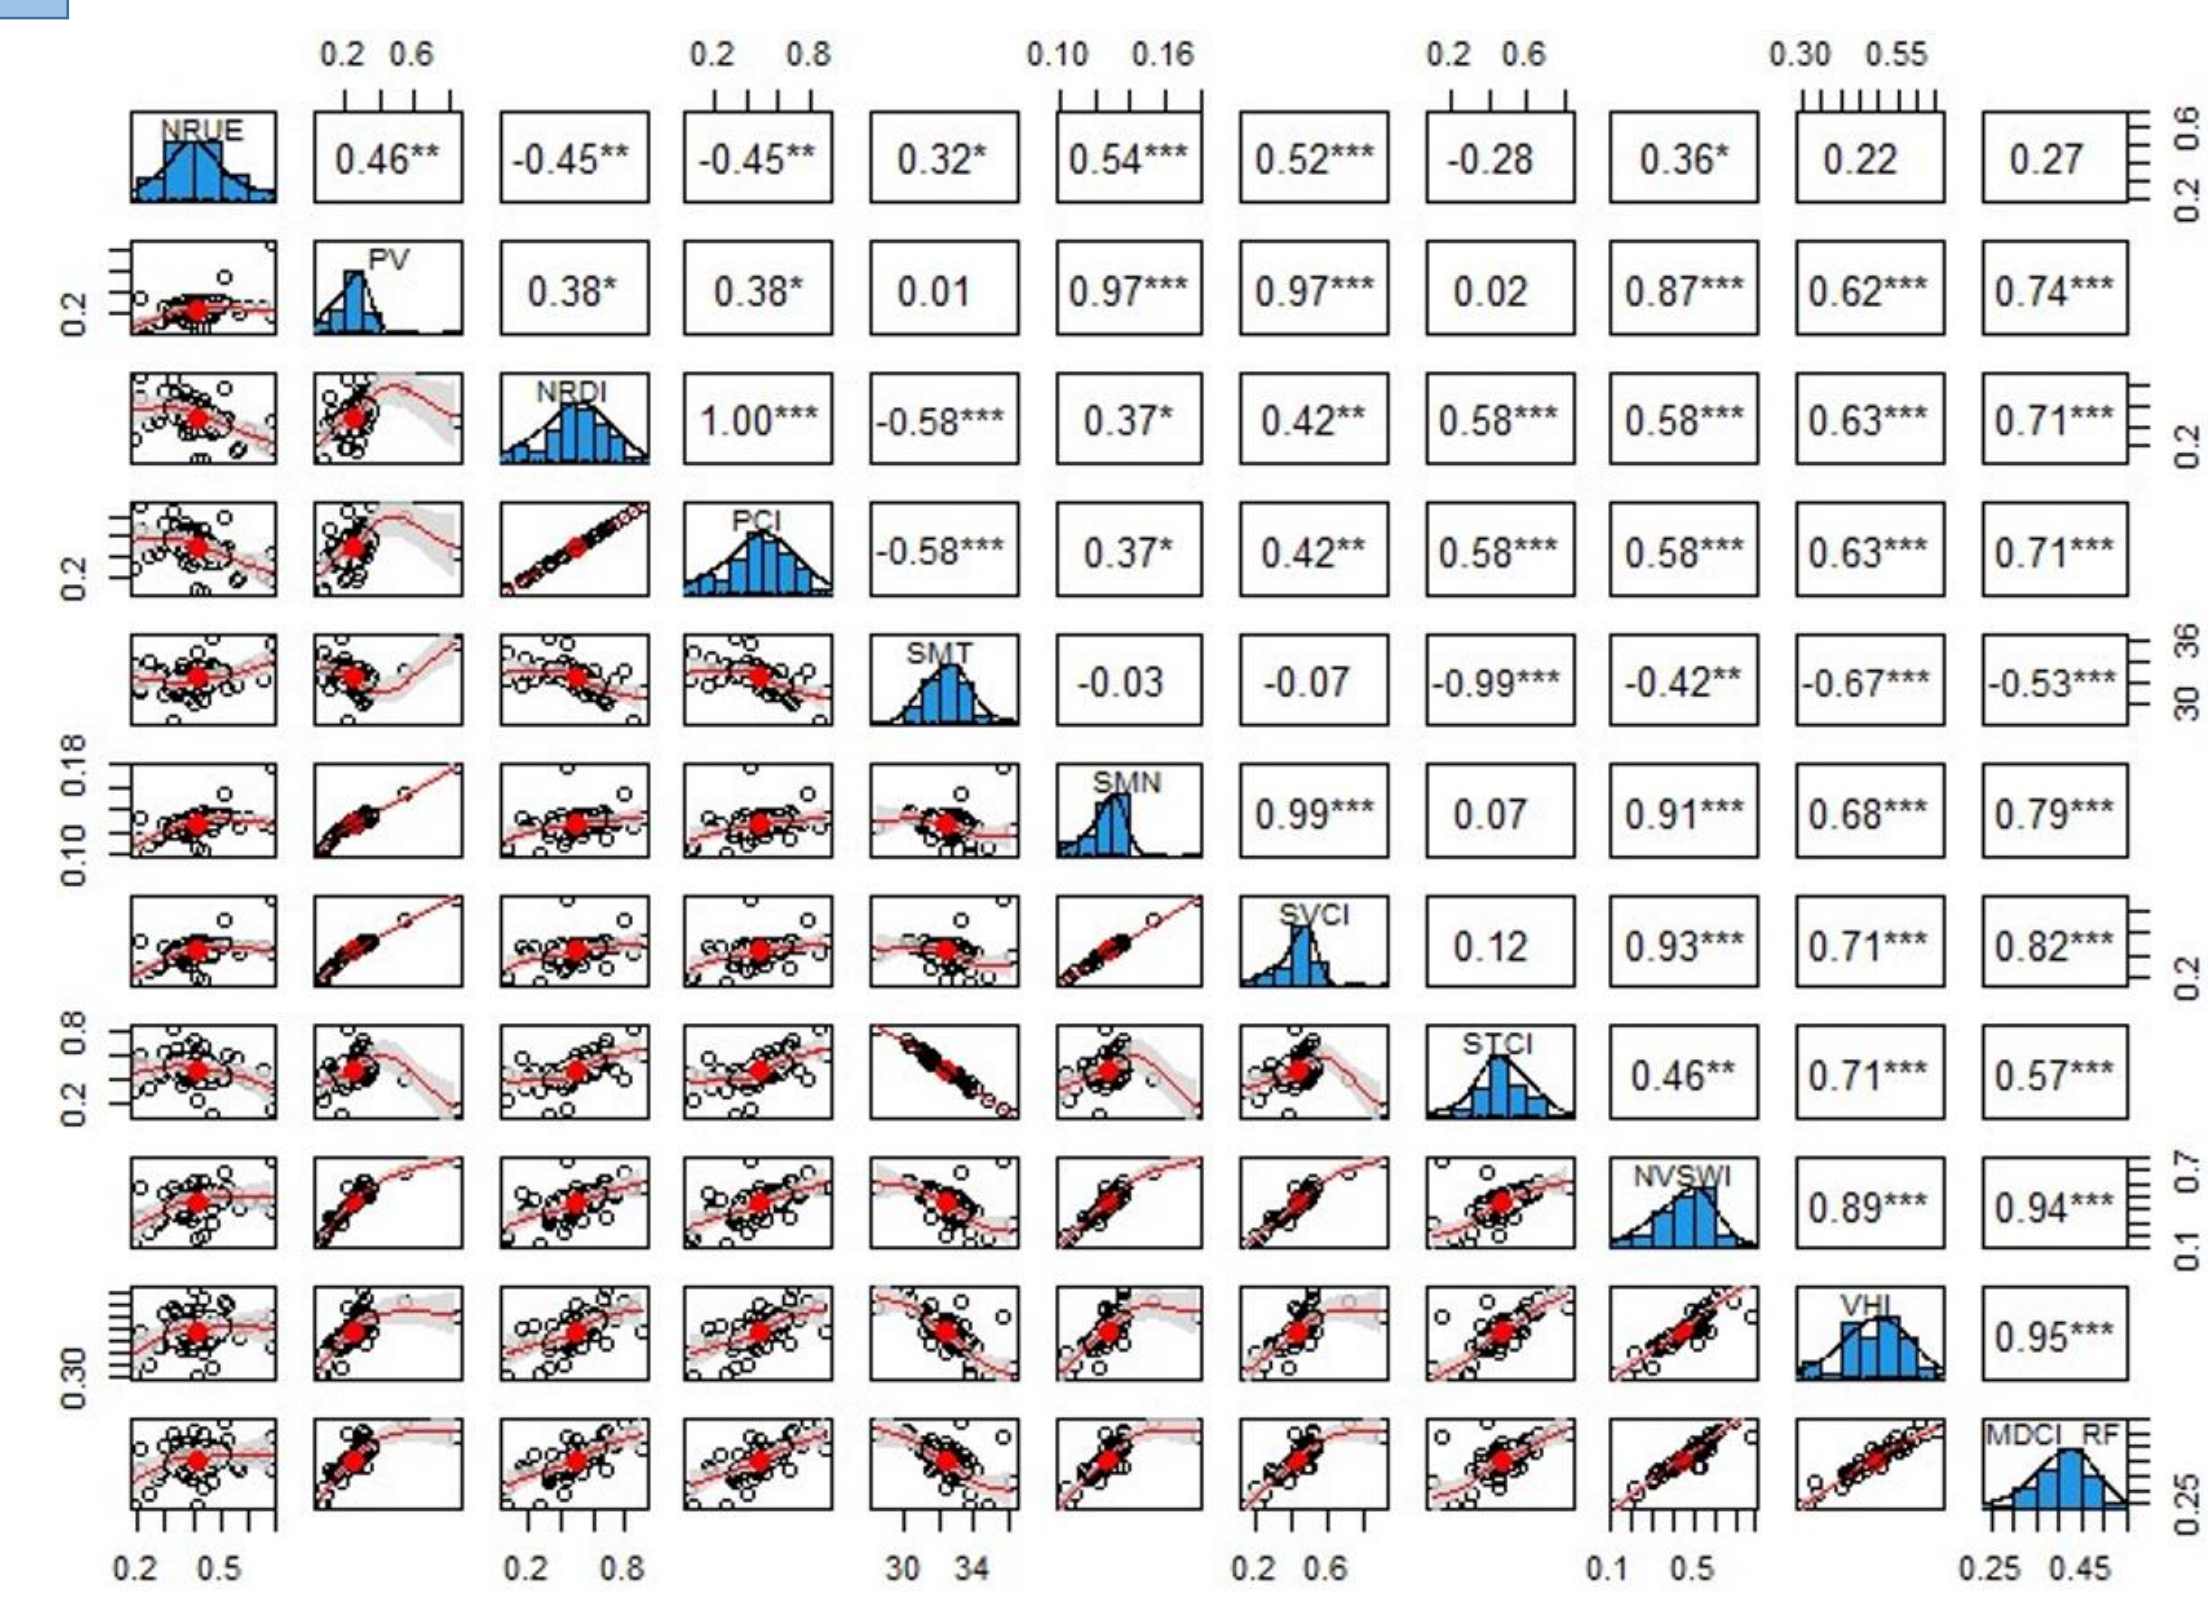 0.2 0.6 0.2 0.8 0.10 0.16 0.2 0.6 0.30 0.55
NRUE 0.46** -0.45** -0.45** 0.32* 0.54*** 0.52*** -0.28 0.36* 0.22 0.27 0.2 0.6
0.2 PV 0.38* 0.38* 0.01 0.97*** 0.97*** 0.02 0.87*** 0.62*** 0.74***
NRDI 1.00*** -0.58*** 0.37* 0.42** 0.58*** 0.58*** 0.63*** 0.71*** 0.2
0.2 PCI -0.58*** 0.37* 0.42** 0.58*** 0.58*** 0.63*** 0.71***
SMT -0.03 -0.07 -0.99*** -0.42** -0.67*** -0.53*** 30 36
0.10 0.18 SMN 0.99*** 0.07 0.91*** 0.68*** 0.79***
SVCI 0.12 0.93*** 0.71*** 0.82*** 0.2
0.2 0.8 STCI 0.46** 0.71*** 0.57***
NVSWI 0.89*** 0.94*** 0.1 0.7
0.30 VHI 0.95***
MDCI_RF 0.25
0.2 0.5 0.2 0.8 30 34 0.2 0.6 0.1 0.5 0.25 0.45